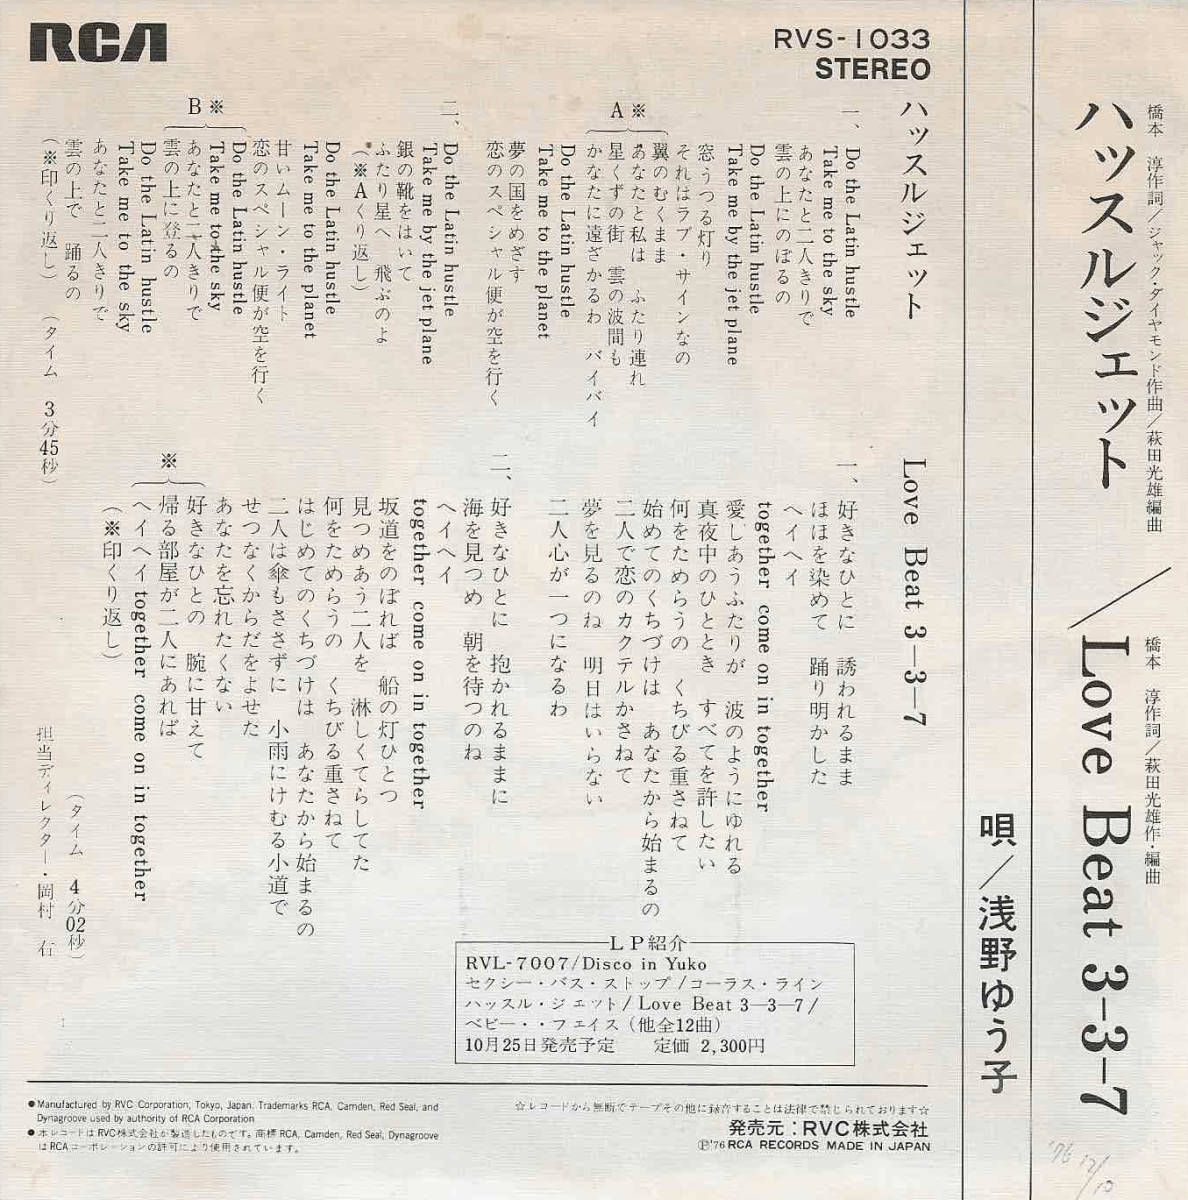 RCA
RVS-1033
STEREO
橋本 淳作詞/ジャック・ダイヤモンド作曲/萩田光雄編曲
ハッスルジェット/Love Beat 3-3-7
橋本 淳作詞/萩田光雄作・編曲
唄/浅野ゆう子
ハッスルジェット
一、Do the Latin hustle
Take me to the sky
あなたと二人きりで
雲の上にのぼるの
Do the Latin hustle
Take me by the jet plane
窓うつる灯り
それはラブ・サインなの
A※
翼のむくまま
あなたと私は ふたり連れ
星くずの街 雲の波間も
かなたに遠ざかるわ バイバイ
Do the Latin hustle
Take me to the planet
夢の国をめざす
恋のスペシャル便が空を行く
二、Do the Latin hustle
Take me by the jet plane
銀の靴をはいて
ふたり星へ 飛ぶのよ
(※Aくり返し)
Do the Latin hustle
Take me to the planet
甘いムーン・ライト
恋のスペシャル便が空を行く
B※
Do the Latin hustle
Take me to the sky
あなたと二人きりで
雲の上に登るの
Do the Latin hustle
Take me to the sky
あなたと二人きりで
雲の上で 踊るの
(※印くり返し)
(タイム 3分45秒)
Love Beat 3-3-7
一、好きなひとに 誘われるまま
ほほを染めて 踊り明かした
ヘイヘイ
together come on in together
愛しあうふたりが 波のようにゆれる
真夜中のひととき すべてを許したい
何をためらうの くちびる重さねて
始めてのくちづけは あなたから始まるの
二人で恋のカクテルかさねて
夢を見るのね 明日はいらない
二人心が一つになるわ
二、好きなひとに 抱かれるままに
海を見つめ 朝を待つのね
ヘイヘイ
together come on in together
坂道をのぼれば 船の灯ひとつ
見つめあう二人を 淋しくてらしてた
何をためらうの くちびる重さねて
はじめてのくちづけは あなたから始まるの
二人は傘もささずに 小雨にけむる小道で
せつなくからだをよせた
あなたを忘れたくない
※
好きなひとの 腕に甘えて
帰る部屋が二人にあれば
ヘイヘイ together come on in together
(※印くり返し)
(タイム 4分02秒)
担当ディレクター・岡村 右
LP紹介
RVL-7007/Disco in Yuko
セクシー・バス・ストップ/コーラス・ライン
ハッスル・ジェット/Love Beat 3-3-7/
ベビー・・フェイス(他全12曲)
10月25日発売予定 定価 2,300円
●Manufactured by RVC Corporation, Tokyo, Japan. Trademarks RCA, Camden, Red Seal, and
Dynagroove used by authority of RCA Corporation
●本レコードはRVC株式会社が製造したものです。商標RCA, Camden, Red Seal, Dynagroove
はRCAコーポレーションの許可により使用されています。
☆レコードから無断でテープその他に録音することは法律で禁じられております☆
発売元:RVC株式会社
Ⓟ'76 RCA RECORDS MADE IN JAPAN
'76 12/10